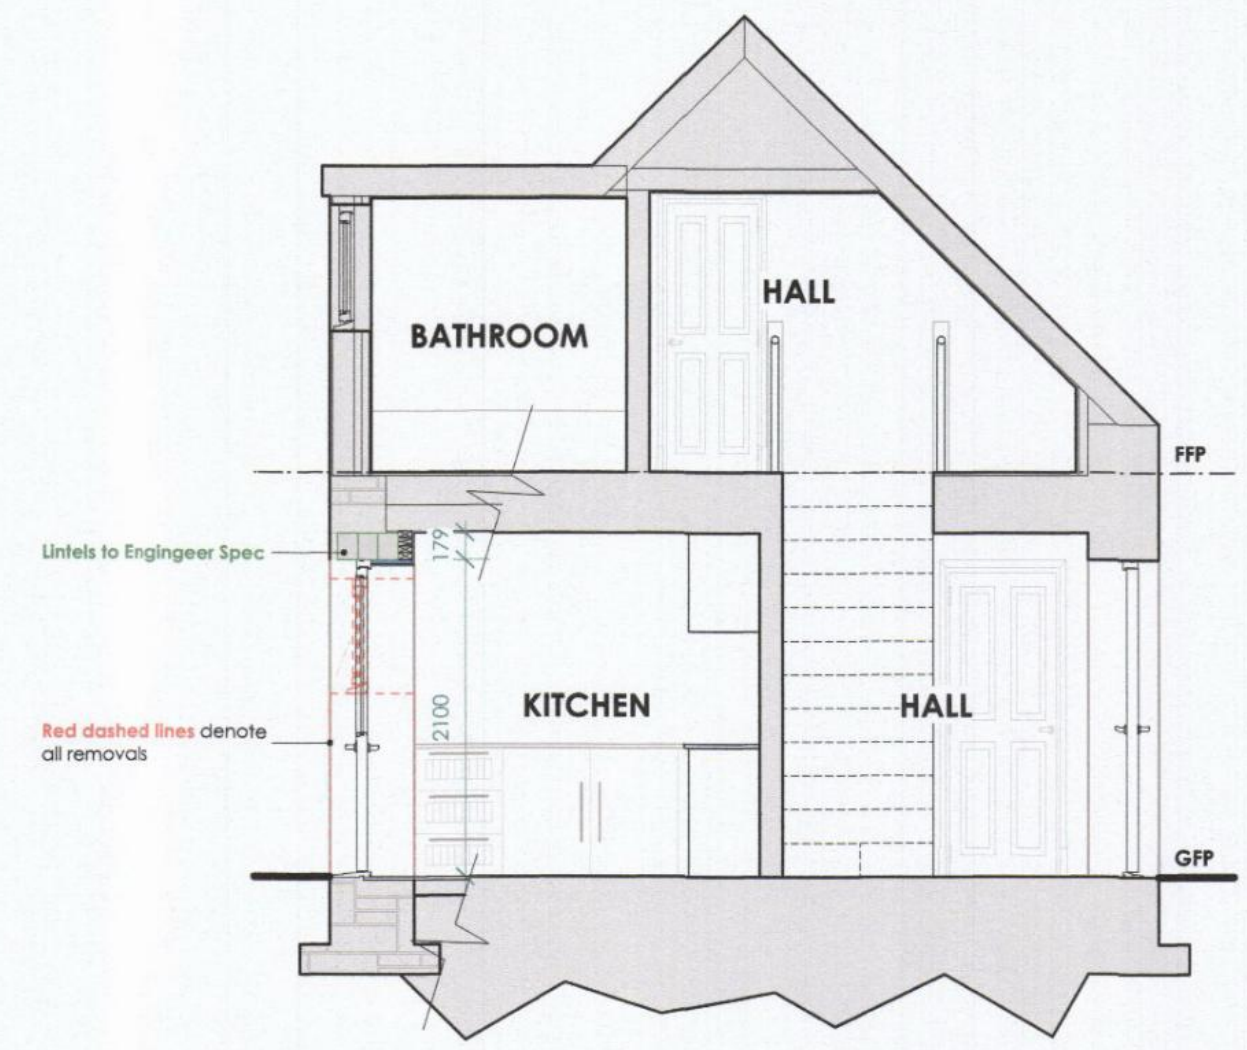 HALL
BATHROOM
FFP
179
Lintels to Engingeer Spec
2100
KITCHEN
HALL
Red dashed lines denote
all removals
GFP